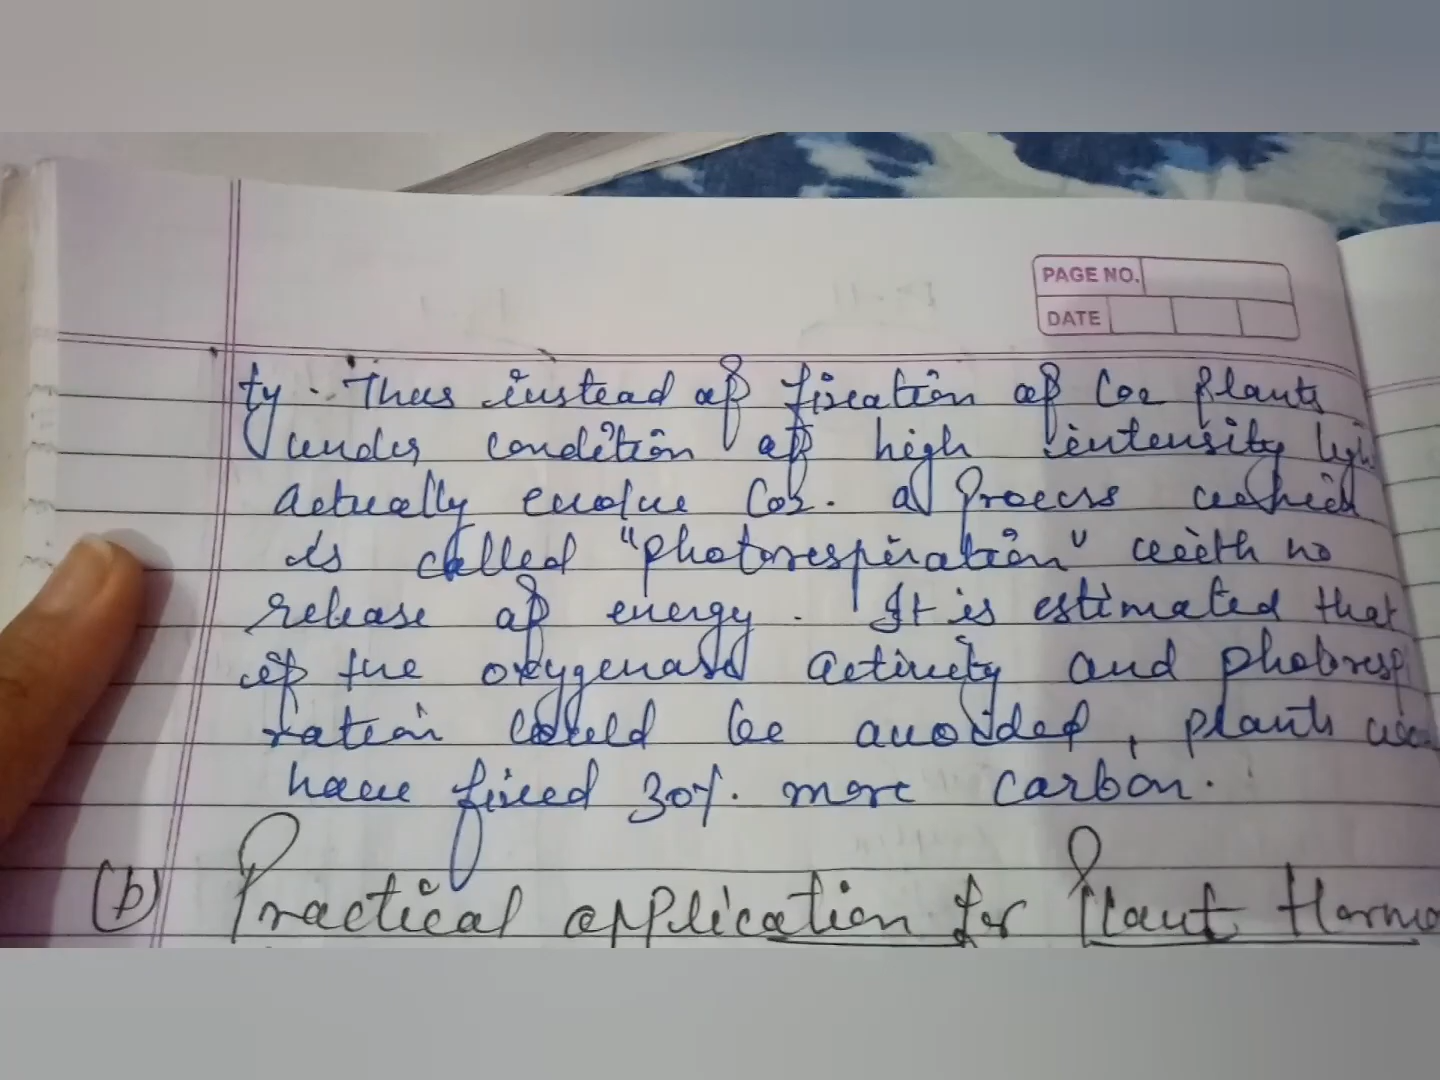 PAGE NO.
DATE
ty. Thus instead of fixation of Co2 Plants
under condition of high intensity
Actually evolve Co2. a Process which
is called "photorespiration" with no
release of energy. It is estimated that
if the oxygenase activity and photoresp
ration could be avoided, plants
have fixed 30%. more carbon.
(b) Practical application for Plant Hormo